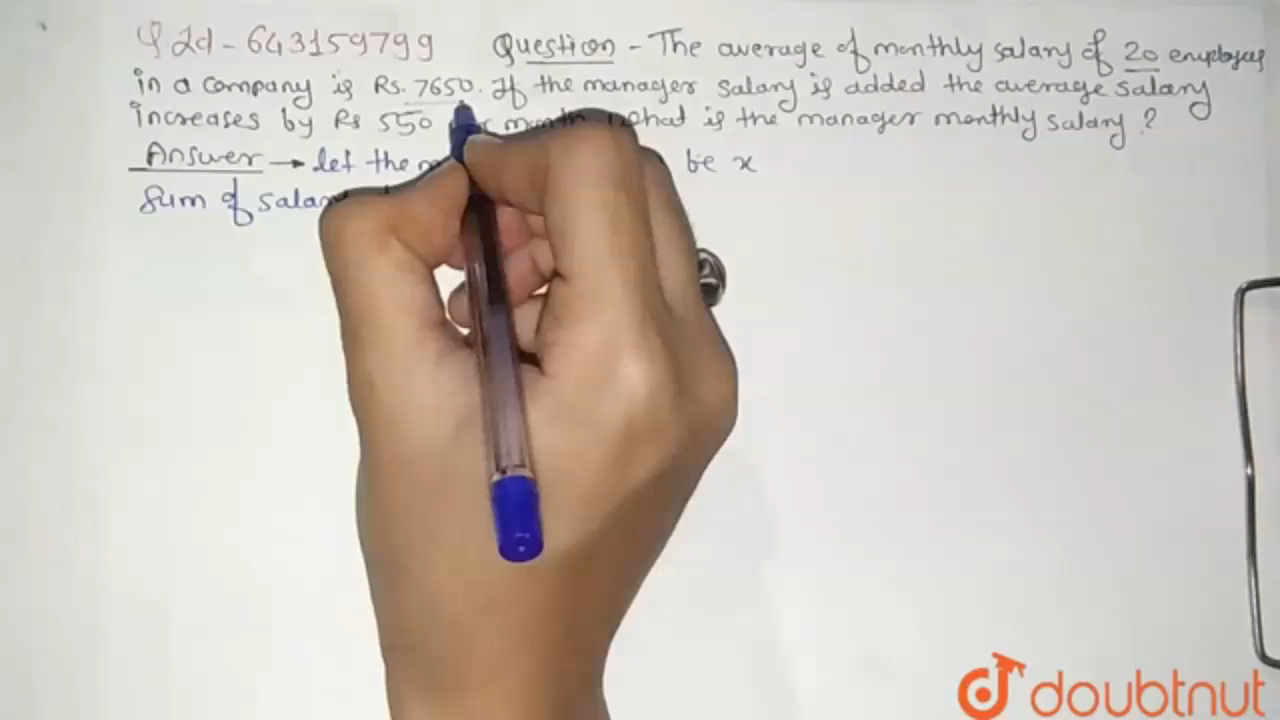 Q Id - 643159799 Question - The average of monthly salary of 20 employees
in a company is Rs. 7650. If the manager salary is added the average salary
increases by Rs 550 month what is the manager monthly salary ?
Answer → let the be x
Sum of salary
doubtnut